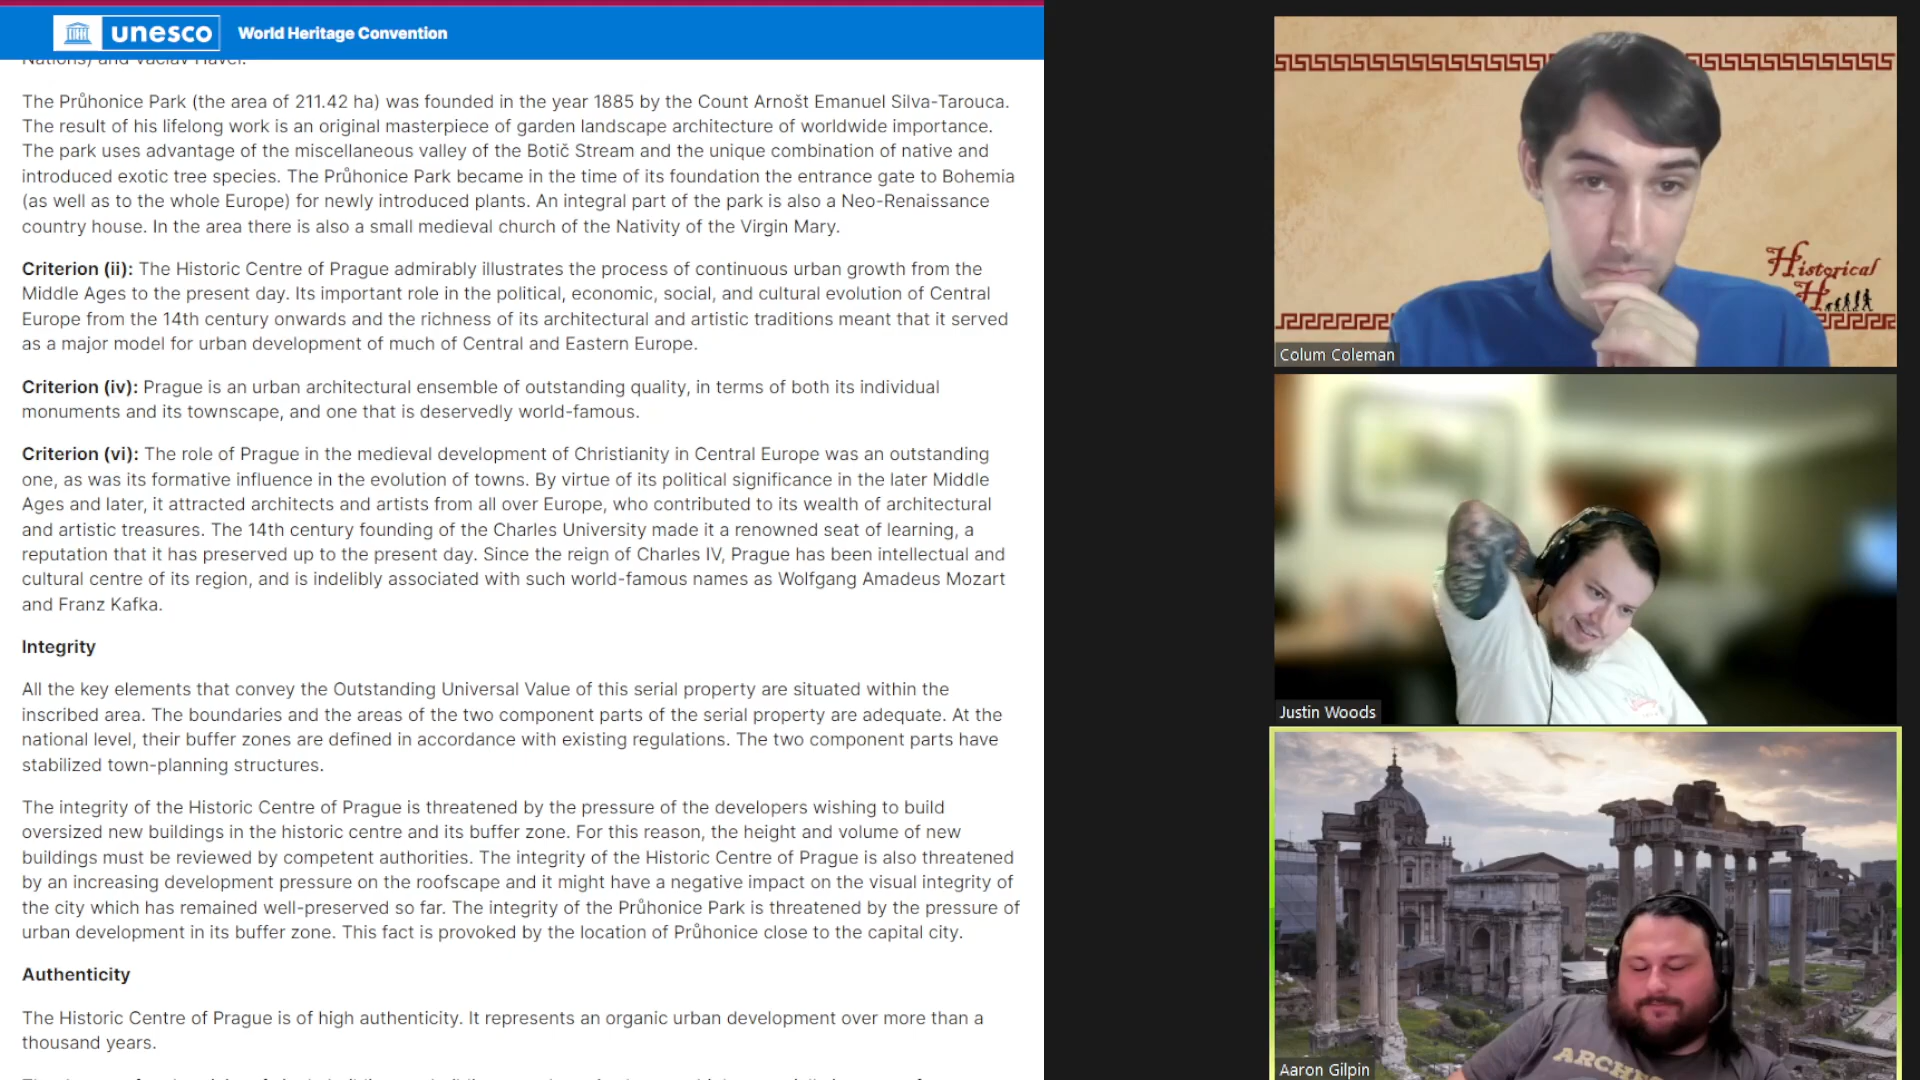 unesco World Heritage Convention
Nations) and Václav Havel.
The Průhonice Park (the area of 211.42 ha) was founded in the year 1885 by the Count Arnošt Emanuel Silva-Tarouca.
The result of his lifelong work is an original masterpiece of garden landscape architecture of worldwide importance.
The park uses advantage of the miscellaneous valley of the Botič Stream and the unique combination of native and
introduced exotic tree species. The Průhonice Park became in the time of its foundation the entrance gate to Bohemia
(as well as to the whole Europe) for newly introduced plants. An integral part of the park is also a Neo-Renaissance
country house. In the area there is also a small medieval church of the Nativity of the Virgin Mary.
Criterion (ii): The Historic Centre of Prague admirably illustrates the process of continuous urban growth from the
Middle Ages to the present day. Its important role in the political, economic, social, and cultural evolution of Central
Europe from the 14th century onwards and the richness of its architectural and artistic traditions meant that it served
as a major model for urban development of much of Central and Eastern Europe.
Criterion (iv): Prague is an urban architectural ensemble of outstanding quality, in terms of both its individual
monuments and its townscape, and one that is deservedly world-famous.
Criterion (vi): The role of Prague in the medieval development of Christianity in Central Europe was an outstanding
one, as was its formative influence in the evolution of towns. By virtue of its political significance in the later Middle
Ages and later, it attracted architects and artists from all over Europe, who contributed to its wealth of architectural
and artistic treasures. The 14th century founding of the Charles University made it a renowned seat of learning, a
reputation that it has preserved up to the present day. Since the reign of Charles IV, Prague has been intellectual and
cultural centre of its region, and is indelibly associated with such world-famous names as Wolfgang Amadeus Mozart
and Franz Kafka.
Integrity
All the key elements that convey the Outstanding Universal Value of this serial property are situated within the
inscribed area. The boundaries and the areas of the two component parts of the serial property are adequate. At the
national level, their buffer zones are defined in accordance with existing regulations. The two component parts have
stabilized town-planning structures.
The integrity of the Historic Centre of Prague is threatened by the pressure of the developers wishing to build
oversized new buildings in the historic centre and its buffer zone. For this reason, the height and volume of new
buildings must be reviewed by competent authorities. The integrity of the Historic Centre of Prague is also threatened
by an increasing development pressure on the roofscape and it might have a negative impact on the visual integrity of
the city which has remained well-preserved so far. The integrity of the Průhonice Park is threatened by the pressure of
urban development in its buffer zone. This fact is provoked by the location of Průhonice close to the capital city.
Authenticity
The Historic Centre of Prague is of high authenticity. It represents an organic urban development over more than a
thousand years.
Historical
H
Colum Coleman
Justin Woods
ARCH
Aaron Gilpin